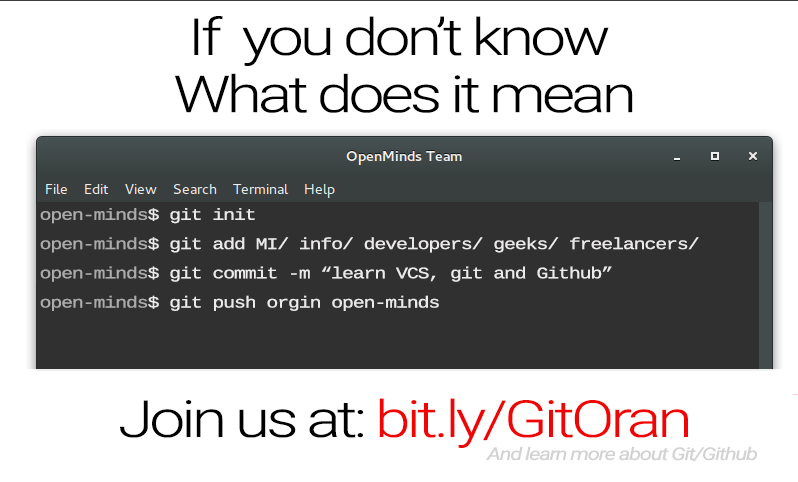 If you don't know
What does it mean
OpenMinds Team
File Edit View Search Terminal Help
open-minds$ git init
open-minds$ git add MI/ info/ developers/ geeks/ freelancers/
open-minds$ git commit -m “learn VCS, git and Github”
open-minds$ git push orgin open-minds
Join us at: bit.ly/GitOran
And learn more about Git/Github